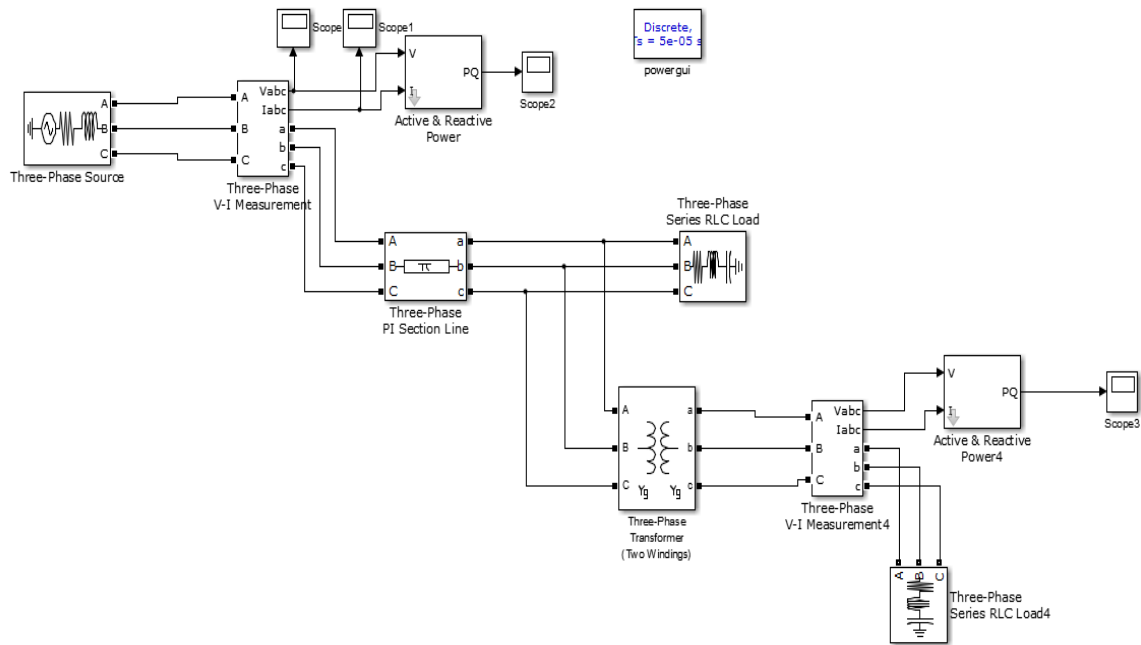 Discrete,
Ts = 5e-05 s
powergui
Scope
Scope1
V
I
PQ
Active & Reactive
Power
Scope2
A
B
C
Three-Phase Source
A
B
C
Vabc
Iabc
a
b
c
Three-Phase
V-I Measurement
A
B
C
a
b
c
Three-Phase
PI Section Line
Three-Phase
Series RLC Load
A
B
C
A
B
C
a
b
c
Yg
Yg
Three-Phase
Transformer
(Two Windings)
A
B
C
Vabc
Iabc
a
b
c
Three-Phase
V-I Measurement4
V
I
PQ
Active & Reactive
Power4
Scope3
A
B
C
Three-Phase
Series RLC Load4